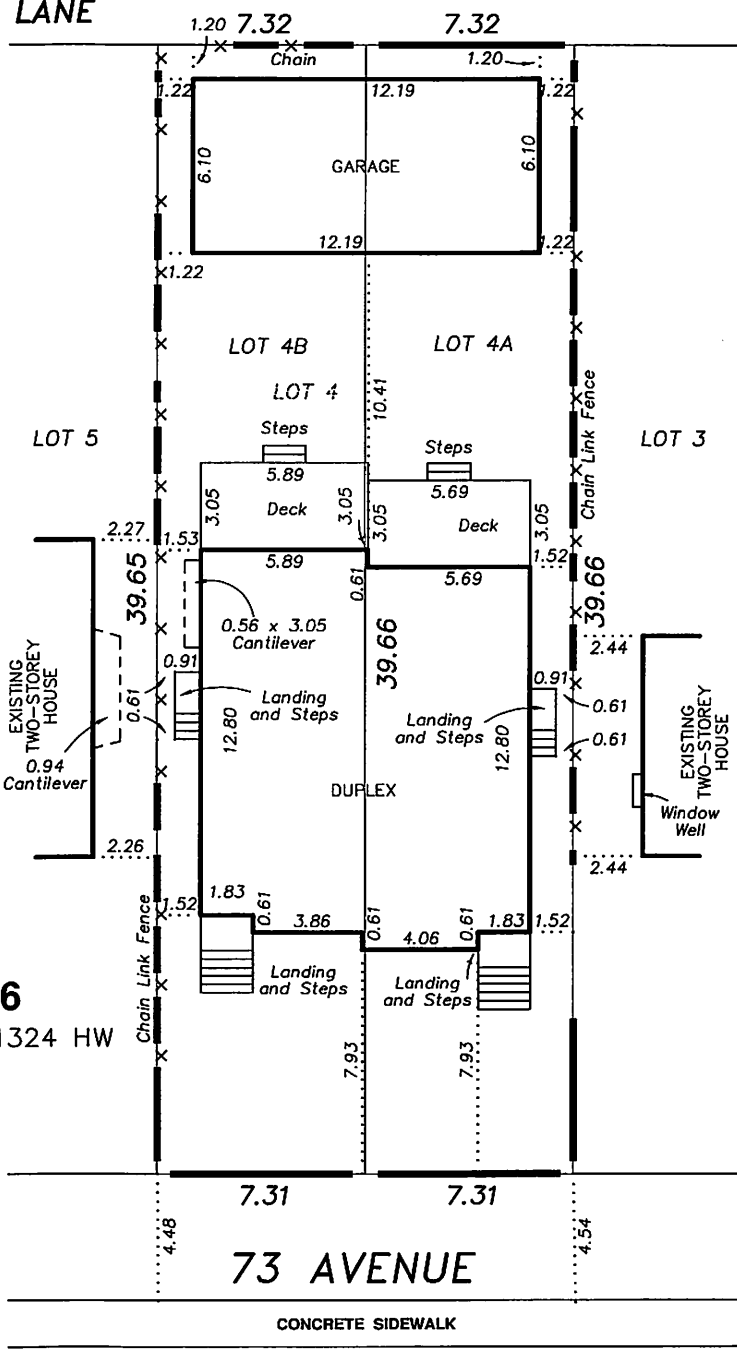 LANE
1.20
7.32
7.32
Chain
1.20
1.22
12.19
1.22
6.10
GARAGE
6.10
12.19
1.22
1.22
LOT 4B
LOT 4A
LOT 4
10.41
Chain Link Fence
LOT 5
LOT 3
Steps
Steps
5.89
5.69
3.05
Deck
3.05
3.05
Deck
3.05
2.27
1.53
1.52
5.89
0.61
5.69
39.65
39.66
39.66
0.56 x 3.05
Cantilever
2.44
EXISTING
TWO-STOREY
HOUSE
0.91
0.61
Landing
and Steps
0.91
0.61
0.61
Landing
and Steps
12.80
12.80
EXISTING
TWO-STOREY
HOUSE
0.94
Cantilever
DUPLEX
Window
Well
2.26
2.44
1.52
1.83
0.61
3.86
0.61
4.06
0.61
1.83
1.52
Chain Link Fence
Landing
and Steps
Landing
and Steps
6
1324 HW
7.93
7.93
7.31
7.31
4.48
4.54
73 AVENUE
CONCRETE SIDEWALK